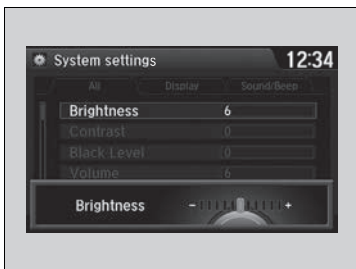 System settings 12:34
All Display Sound/Beep
Brightness 6
Contrast 0
Black Level 0
Volume 6
Brightness - +